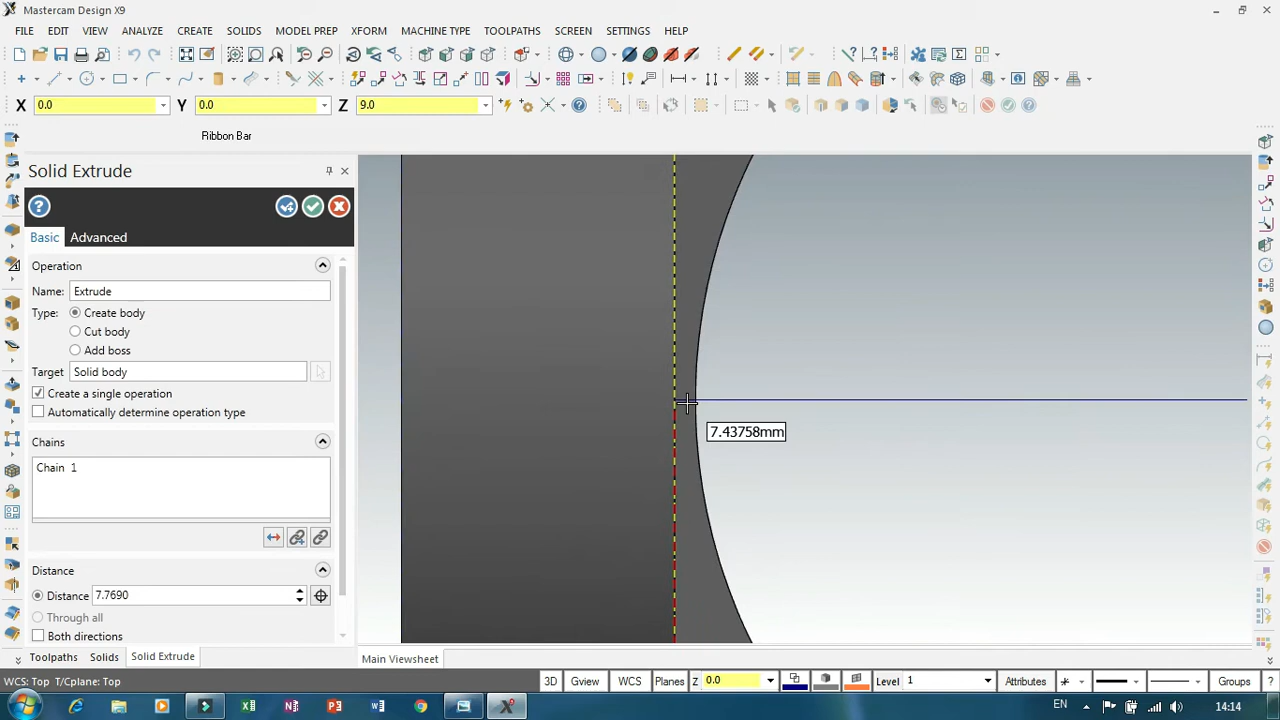 Mastercam Design X9
FILE EDIT VIEW ANALYZE CREATE SOLIDS MODEL PREP XFORM MACHINE TYPE TOOLPATHS SCREEN SETTINGS HELP
X 0.0 Y 0.0 Z 9.0
Ribbon Bar
Solid Extrude
Basic Advanced
Operation
Name: Extrude
Type: Create body
Cut body
Add boss
Target Solid body
Create a single operation
Automatically determine operation type
Chains
Chain 1
Distance
Distance 7.7690
Through all
Both directions
7.43758mm
Toolpaths Solids Solid Extrude Main Viewsheet
WCS: Top T/Cplane: Top 3D Gview WCS Planes Z 0.0 Level 1 Attributes Groups
EN 14:14